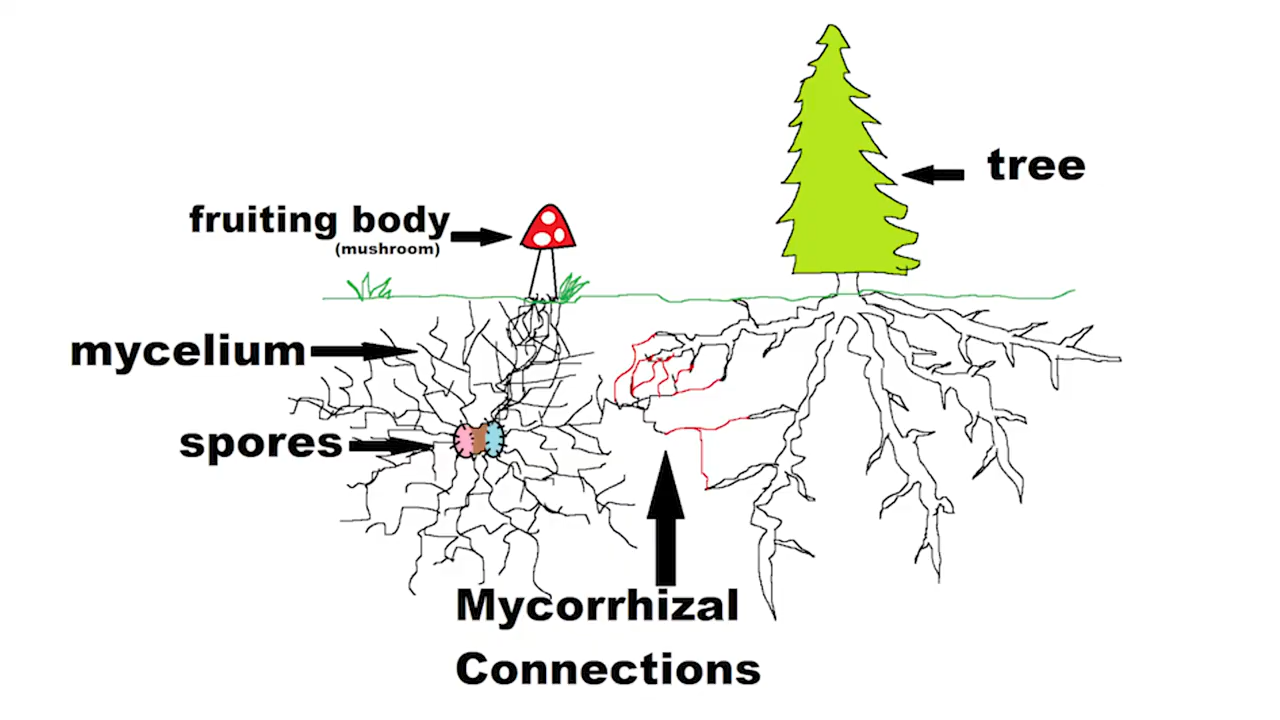 tree
fruiting body
(mushroom)
mycelium
spores
Mycorrhizal
Connections